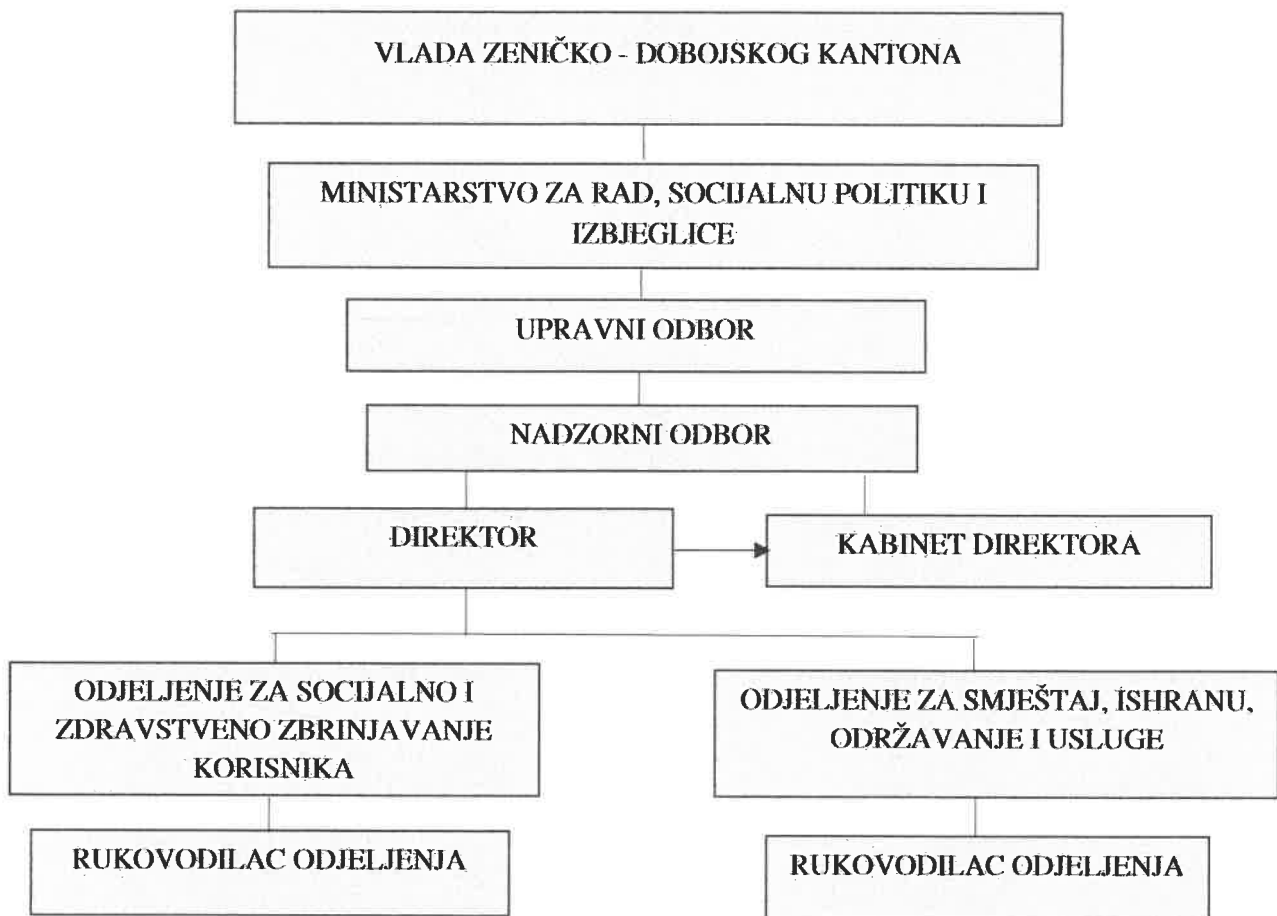 VLADA ZENIČKO - DOBOJSKOG KANTONA
MINISTARSTVO ZA RAD, SOCIJALNU POLITIKU I
IZBJEGLICE
UPRAVNI ODBOR
NADZORNI ODBOR
DIREKTOR
KABINET DIREKTORA
ODJELJENJE ZA SOCIJALNO I
ZDRAVSTVENO ZBRINJAVANJE
KORISNIKA
ODJELJENJE ZA SMJEŠTAJ, ISHRANU,
ODRŽAVANJE I USLUGE
RUKOVODILAC ODJELJENJA
RUKOVODILAC ODJELJENJA